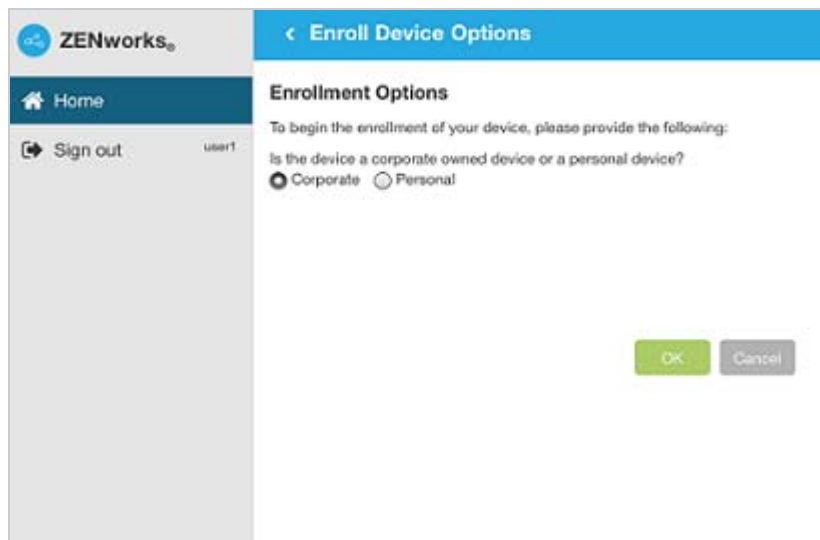 ZENworks®
Home
Sign out user1
< Enroll Device Options
Enrollment Options
To begin the enrollment of your device, please provide the following:
Is the device a corporate owned device or a personal device?
Corporate Personal
OK Cancel